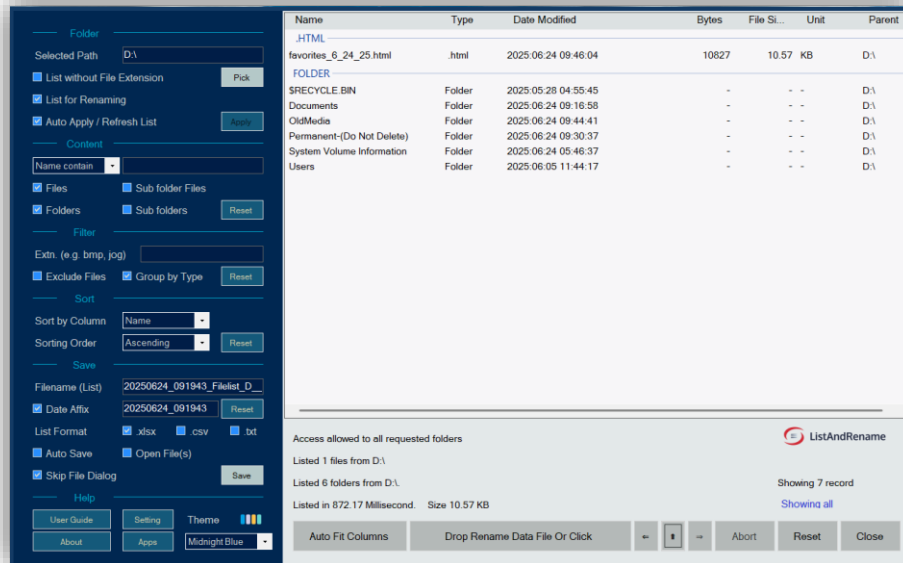 Folder
Selected Path D:\
List without File Extension Pick
List for Renaming
Auto Apply / Refresh List Apply
Content
Name contain
Files Sub folder Files
Folders Sub folders Reset
Filter
Extn. (e.g. bmp, jog)
Exclude Files Group by Type Reset
Sort
Sort by Column Name
Sorting Order Ascending Reset
Save
Filename (List) 20250624_091943_Filelist_D__
Date Affix 20250624_091943 Reset
List Format .xlsx .csv .txt
Auto Save Open File(s)
Skip File Dialog Save
Help
User Guide Setting Theme
About Apps Midnight Blue
Name Type Date Modified Bytes File Si... Unit Parent
.HTML
favorites_6_24_25.html .html 2025:06:24 09:46:04 10827 10.57 KB D:\
FOLDER
$RECYCLE.BIN Folder 2025:05:28 04:55:45 - - - D:\
Documents Folder 2025:06:24 09:16:58 - - - D:\
OldMedia Folder 2025:06:24 09:44:41 - - - D:\
Permanent-(Do Not Delete) Folder 2025:06:24 09:30:37 - - - D:\
System Volume Information Folder 2025:06:24 05:46:37 - - - D:\
Users Folder 2025:06:05 11:44:17 - - - D:\
Access allowed to all requested folders ListAndRename
Listed 1 files from D:\
Listed 6 folders from D:\. Showing 7 record
Listed in 872.17 Millisecond. Size 10.57 KB Showing all
Auto Fit Columns Drop Rename Data File Or Click Abort Reset Close